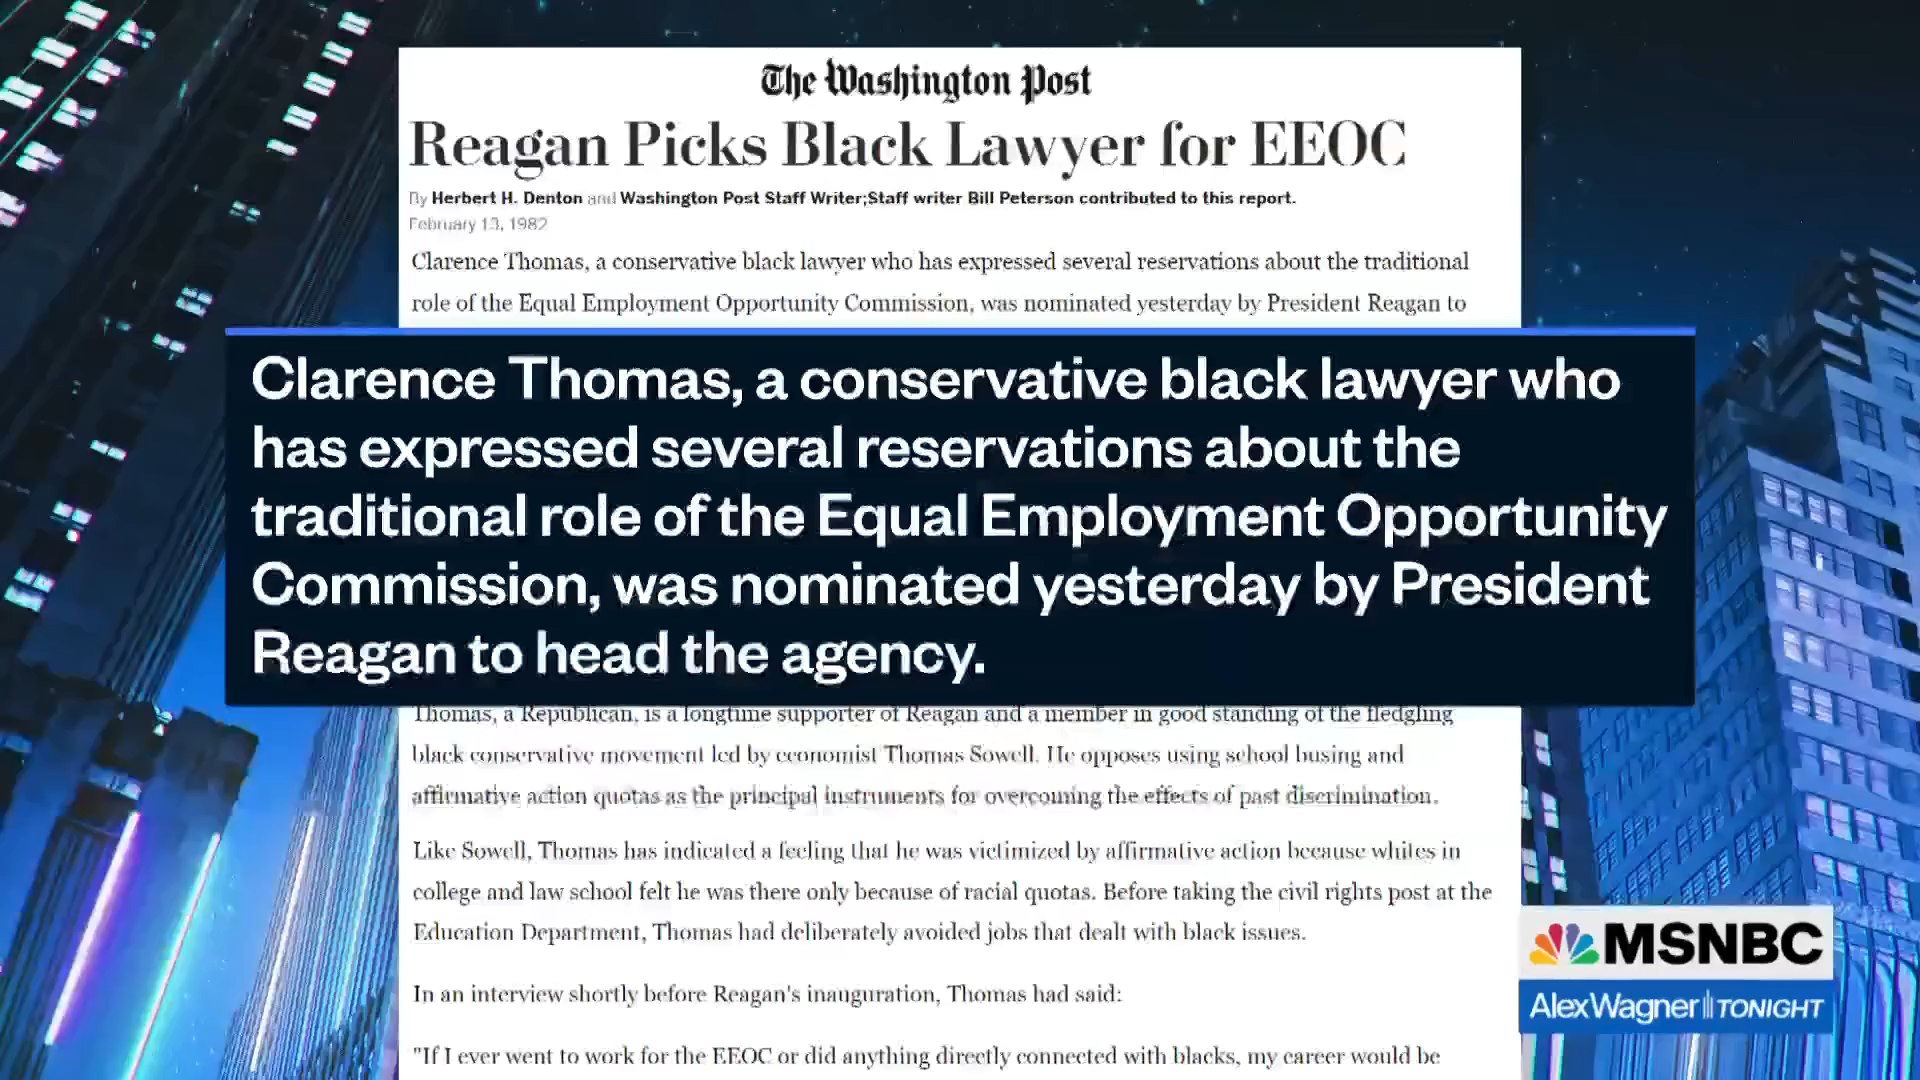 The Washington Post
Reagan Picks Black Lawyer for EEOC
By Herbert H. Denton and Washington Post Staff Writer;Staff writer Bill Peterson contributed to this report.
February 13, 1982
Clarence Thomas, a conservative black lawyer who has expressed several reservations about the traditional
role of the Equal Employment Opportunity Commission, was nominated yesterday by President Reagan to
Clarence Thomas, a conservative black lawyer who
has expressed several reservations about the
traditional role of the Equal Employment Opportunity
Commission, was nominated yesterday by President
Reagan to head the agency.
Thomas, a Republican, is a longtime supporter of Reagan and a member in good standing of the fledgling
black conservative movement led by economist Thomas Sowell. He opposes using school busing and
affirmative action quotas as the principal instruments for overcoming the effects of past discrimination.
Like Sowell, Thomas has indicated a feeling that he was victimized by affirmative action because whites in
college and law school felt he was there only because of racial quotas. Before taking the civil rights post at the
Education Department, Thomas had deliberately avoided jobs that dealt with black issues.
In an interview shortly before Reagan's inauguration, Thomas had said:
"If I ever went to work for the EEOC or did anything directly connected with blacks, my career would be
MSNBC
AlexWagner TONIGHT